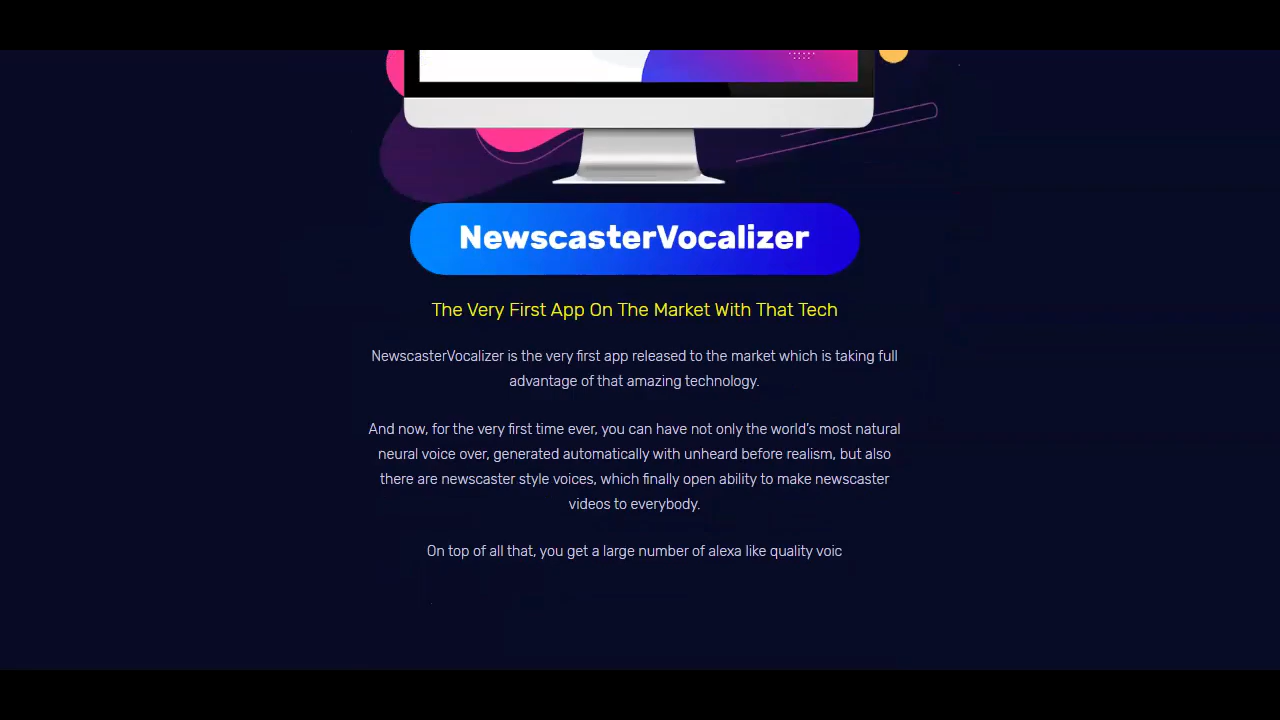 NewscasterVocalizer
The Very First App On The Market With That Tech
NewscasterVocalizer is the very first app released to the market which is taking full
advantage of that amazing technology.
And now, for the very first time ever, you can have not only the world's most natural
neural voice over, generated automatically with unheard before realism, but also
there are newscaster style voices, which finally open ability to make newscaster
videos to everybody.
On top of all that, you get a large number of alexa like quality voic